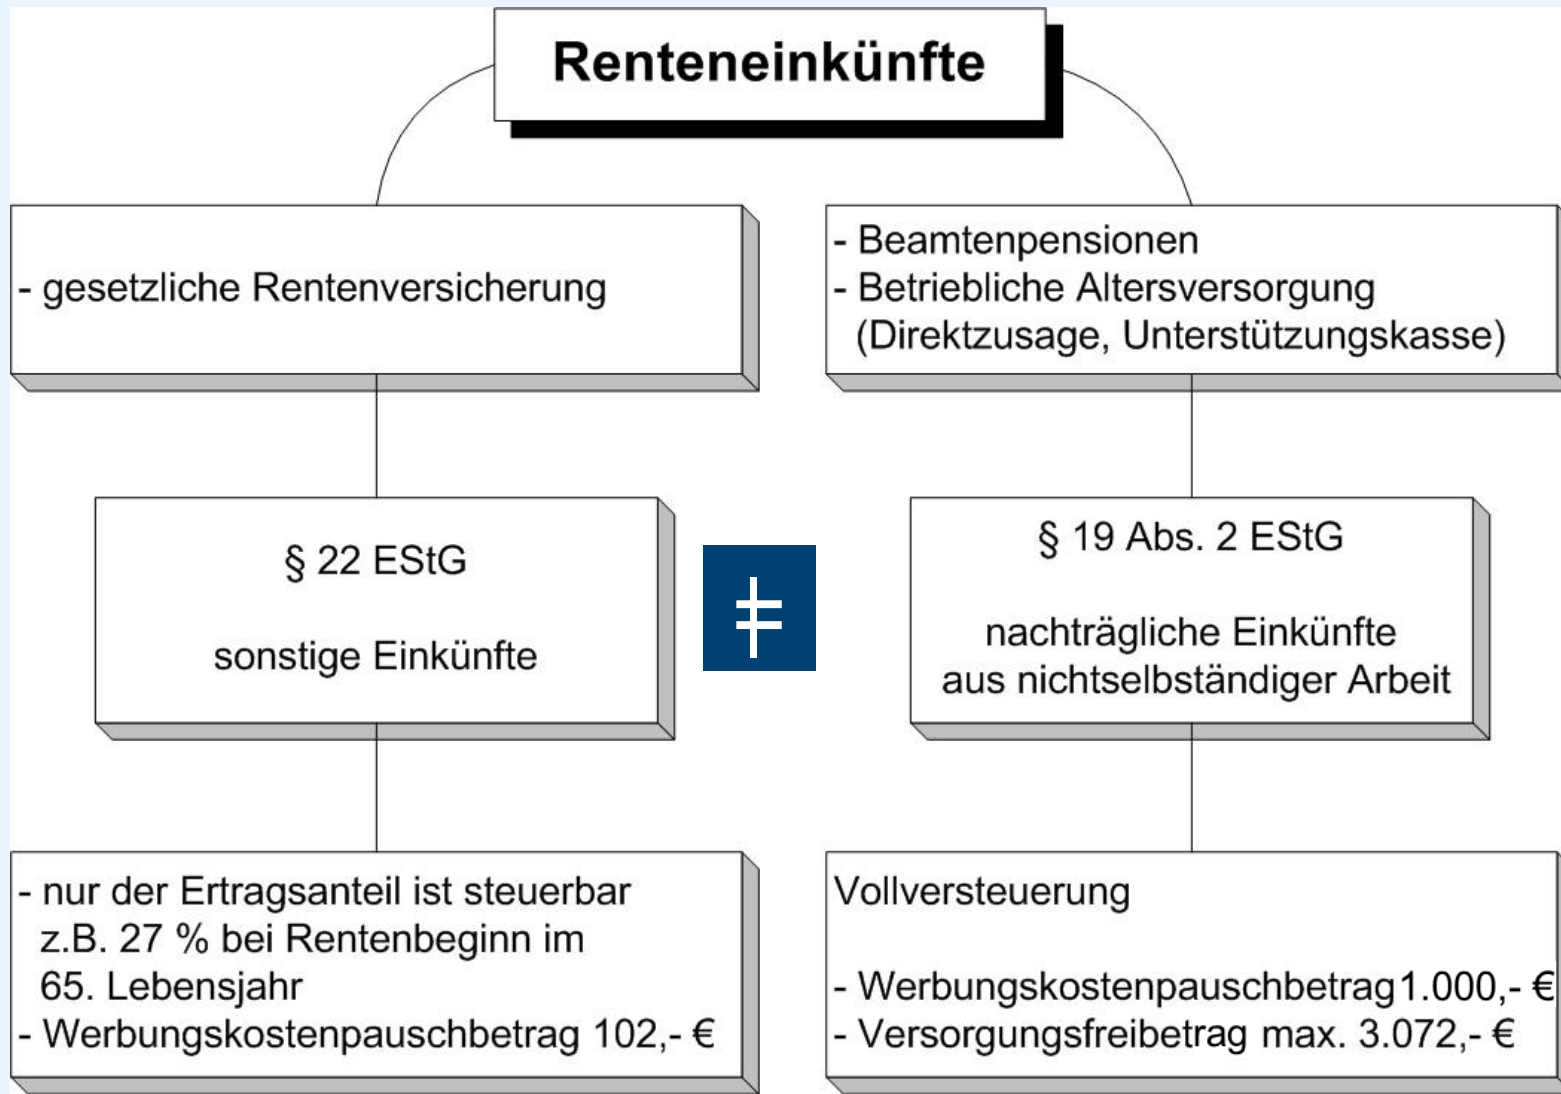 Renteneinkünfte
- gesetzliche Rentenversicherung
- Beamtenpensionen
- Betriebliche Altersversorgung
(Direktzusage, Unterstützungskasse)
§ 22 EStG
sonstige Einkünfte
≠
§ 19 Abs. 2 EStG
nachträgliche Einkünfte
aus nichtselbständiger Arbeit
- nur der Ertragsanteil ist steuerbar
z.B. 27 % bei Rentenbeginn im
65. Lebensjahr
- Werbungskostenpauschbetrag 102,- €
Vollversteuerung
- Werbungskostenpauschbetrag 1.000,- €
- Versorgungsfreibetrag max. 3.072,- €